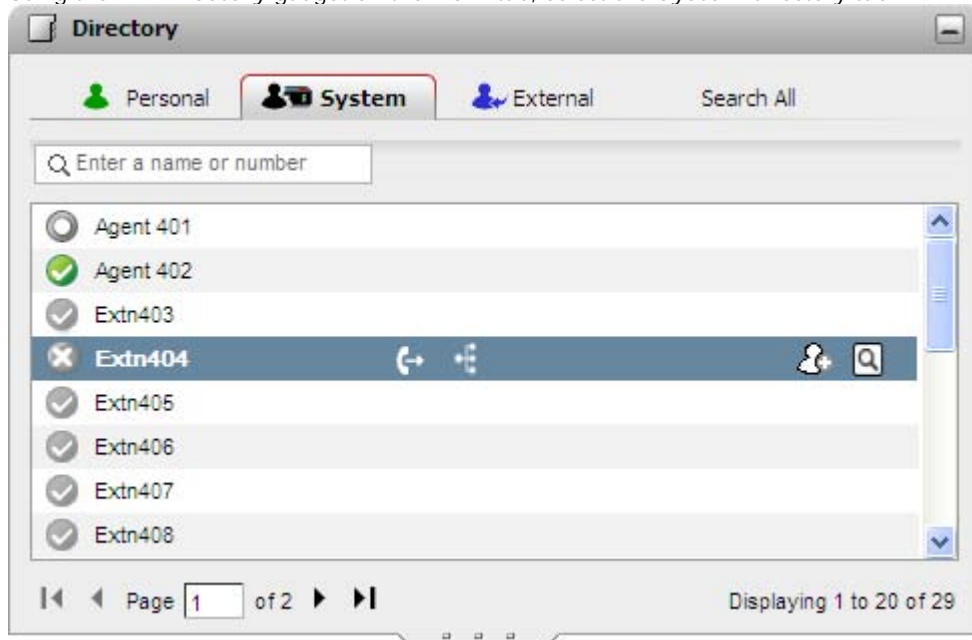 Directory
Personal System External Search All
Enter a name or number
Agent 401
Agent 402
Extn403
Extn404
Extn405
Extn406
Extn407
Extn408
Page 1 of 2 Displaying 1 to 20 of 29